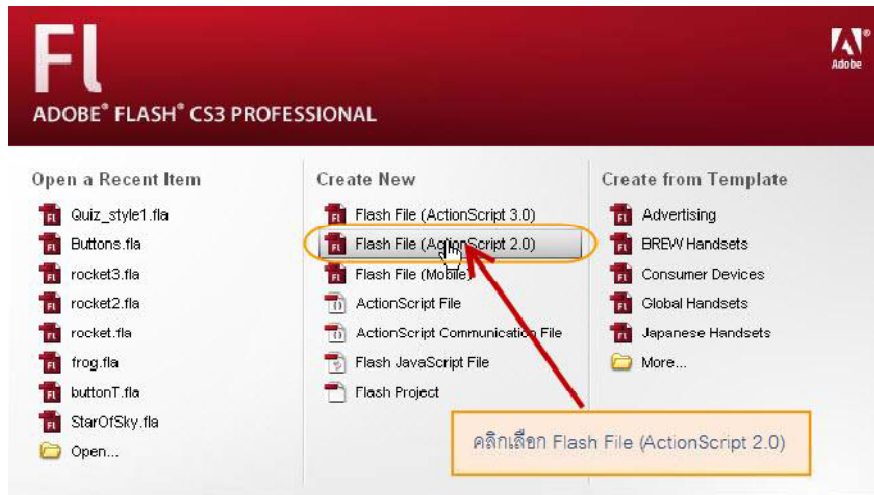 Fl
Adobe
ADOBE® FLASH® CS3 PROFESSIONAL
Open a Recent Item
Quiz_style1.fla
Buttons.fla
rocket3.fla
rocket2.fla
rocket.fla
frog.fla
buttonT.fla
StarOfSky.fla
Open...
Create New
Flash File (ActionScript 3.0)
Flash File (ActionScript 2.0)
Flash File (Mobile)
ActionScript File
ActionScript Communication File
Flash JavaScript File
Flash Project
Create from Template
Advertising
BREW Handsets
Consumer Devices
Global Handsets
Japanese Handsets
More...
คลิกเลือก Flash File (ActionScript 2.0)